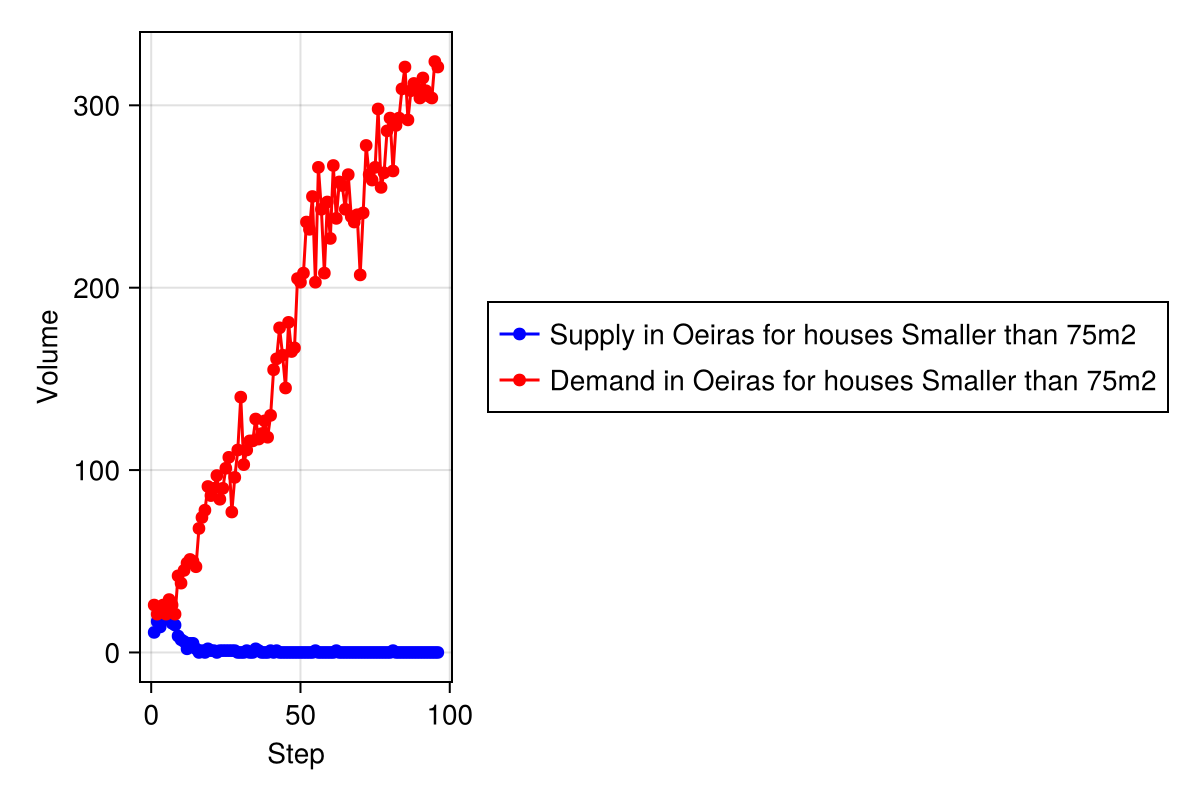 Volume
300
200
100
0
0
50
100
Step
Supply in Oeiras for houses Smaller than 75m2
Demand in Oeiras for houses Smaller than 75m2